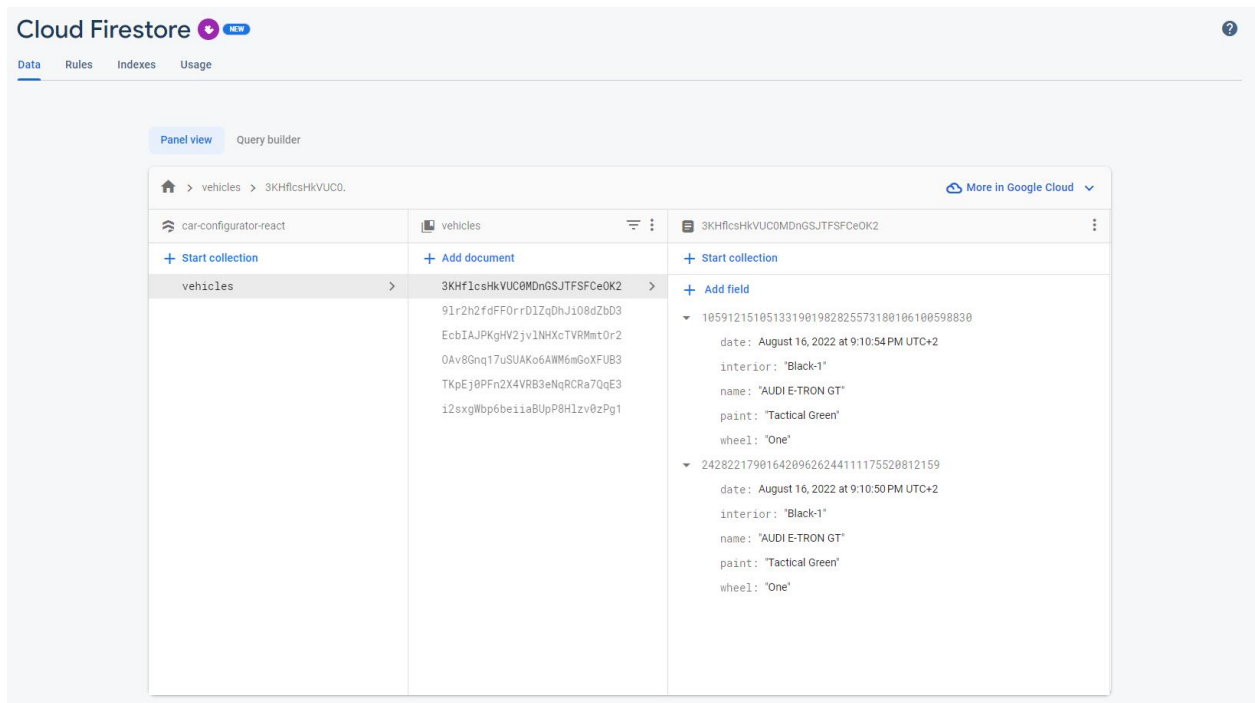 Cloud Firestore NEW
Data Rules Indexes Usage
Panel view Query builder
vehicles > 3KHflcsHkVUC0.
More in Google Cloud
car-configurator-react
vehicles
3KHflcsHkVUC0MDnGSJTFSFCeOK2
+ Start collection
+ Add document
+ Start collection
vehicles
3KHflcsHkVUC0MDnGSJTFSFCeOK2
9lr2h2fdFFOrrDlZqDhJiO8dZbD3
EcbIAJPKgHV2jvlNHXcTVRMmtOr2
OAv8Gnq17uSUAKo6AWM6mGoXFUB3
TKpEj0PFn2X4VRB3eNqRCRa7QqE3
i2sxgWbp6beiiaBUpP8Hlzv0zPg1
+ Add field
105912151051331901982825573180106100598830
date: August 16, 2022 at 9:10:54 PM UTC+2
interior: "Black-1"
name: "AUDI E-TRON GT"
paint: "Tactical Green"
wheel: "One"
2428221790164209626244111175520812159
date: August 16, 2022 at 9:10:50 PM UTC+2
interior: "Black-1"
name: "AUDI E-TRON GT"
paint: "Tactical Green"
wheel: "One"